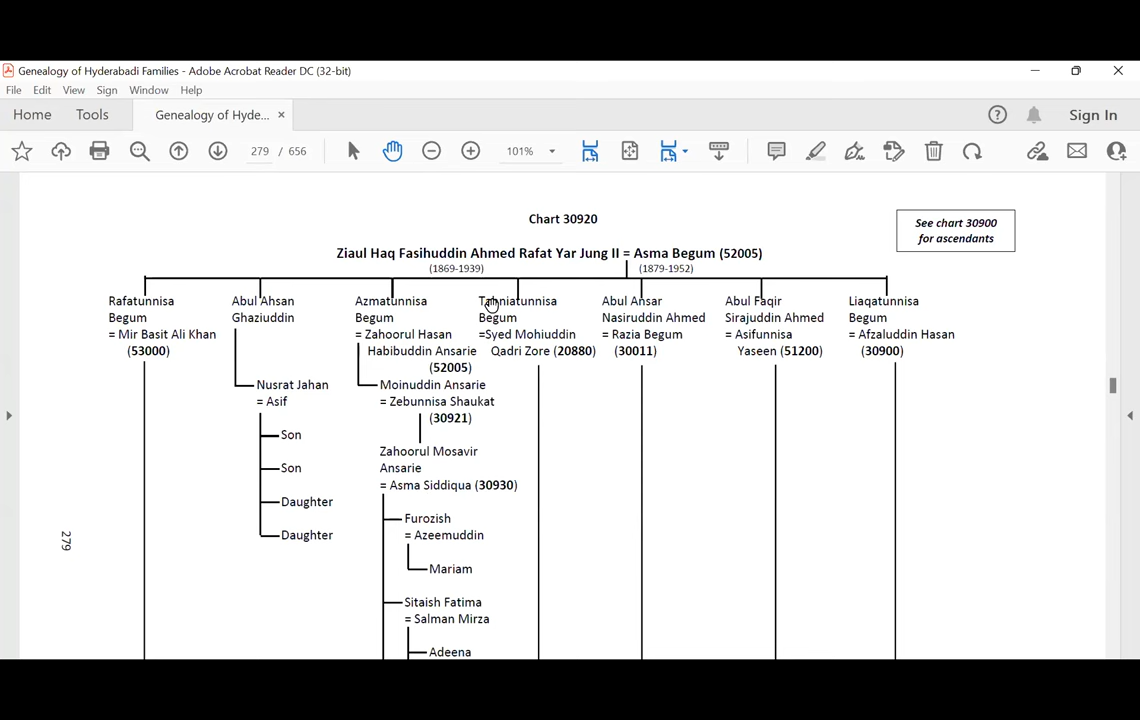 Genealogy of Hyderabadi Families - Adobe Acrobat Reader DC (32-bit)
File Edit View Sign Window Help
Home Tools Genealogy of Hyde... × Sign In
279 / 656 101%
Chart 30920
See chart 30900
for ascendants
Ziaul Haq Fasihuddin Ahmed Rafat Yar Jung II = Asma Begum (52005)
(1869-1939) (1879-1952)
Rafatunnisa
Begum
= Mir Basit Ali Khan
(53000)
Abul Ahsan
Ghaziuddin
Nusrat Jahan
= Asif
Son
Son
Daughter
Daughter
Azmatunnisa
Begum
= Zahoorul Hasan
Habibuddin Ansarie
(52005)
Moinuddin Ansarie
= Zebunnisa Shaukat
(30921)
Zahoorul Mosavir
Ansarie
= Asma Siddiqua (30930)
Furozish
= Azeemuddin
Mariam
Sitaish Fatima
= Salman Mirza
Adeena
Begum
=Syed Mohiuddin
Qadri Zore (20880)
Abul Ansar
Nasiruddin Ahmed
= Razia Begum
(30011)
Abul Faqir
Sirajuddin Ahmed
= Asifunnisa
Yaseen (51200)
Liaqatunnisa
Begum
= Afzaluddin Hasan
(30900)
279